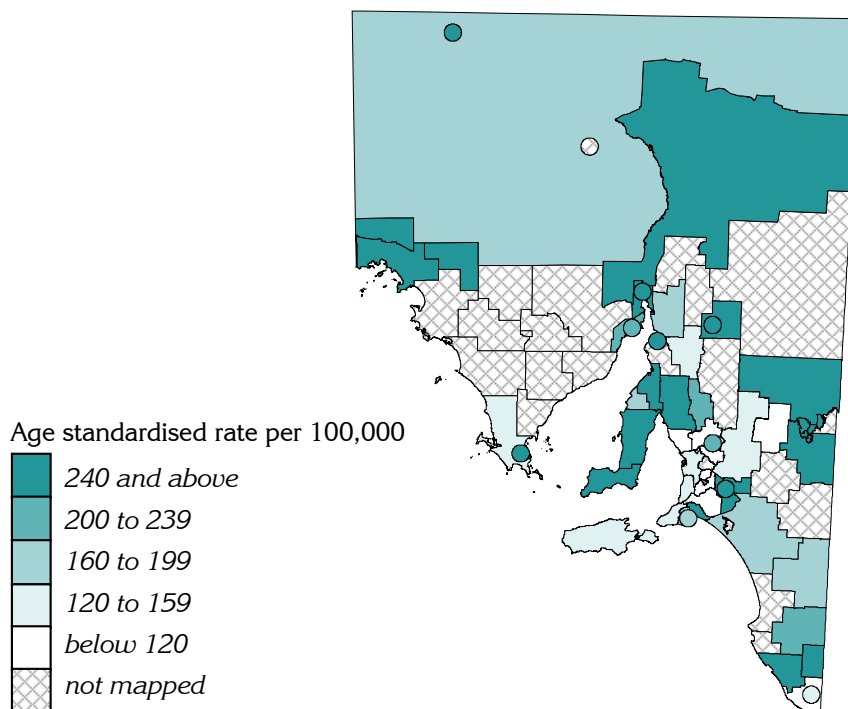 Age standardised rate per 100,000
240 and above
200 to 239
160 to 199
120 to 159
below 120
not mapped